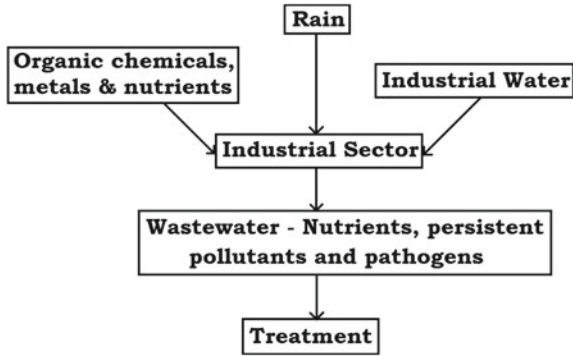 Rain
Organic chemicals,
metals & nutrients
Industrial Water
Industrial Sector
Wastewater - Nutrients, persistent
pollutants and pathogens
Treatment